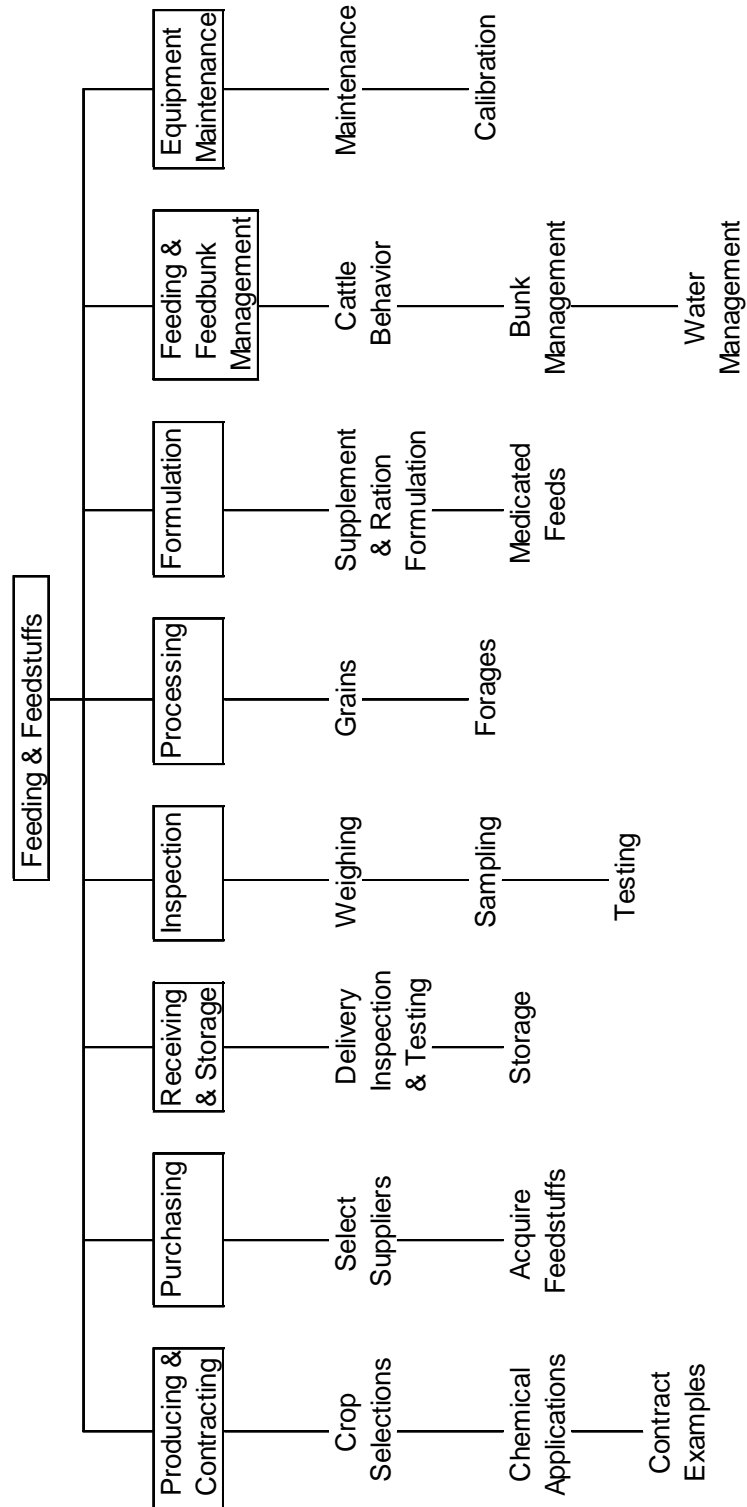 Feeding & Feedstuffs
Producing &
Contracting
Crop
Selections
Chemical
Applications
Contract
Examples
Purchasing
Select
Suppliers
Acquire
Feedstuffs
Receiving
& Storage
Delivery
Inspection
& Testing
Storage
Inspection
Weighing
Sampling
Testing
Processing
Grains
Forages
Formulation
Supplement
& Ration
Formulation
Medicated
Feeds
Feeding &
Feedbunk
Management
Cattle
Behavior
Bunk
Management
Water
Management
Equipment
Maintenance
Maintenance
Calibration